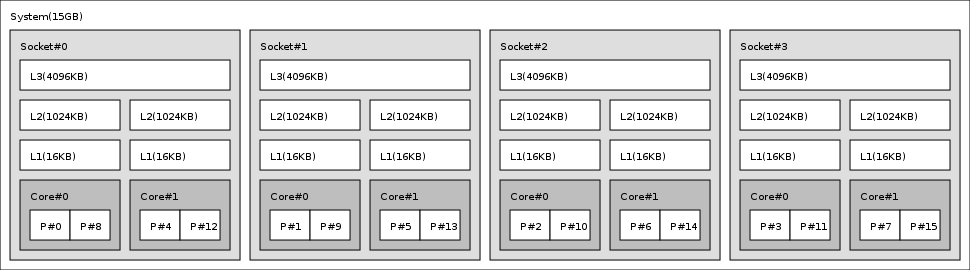 System(15GB)
Socket#0 Socket#1 Socket#2 Socket#3
L3(4096KB) L3(4096KB) L3(4096KB) L3(4096KB)
L2(1024KB) L2(1024KB) L2(1024KB) L2(1024KB) L2(1024KB) L2(1024KB) L2(1024KB) L2(1024KB)
L1(16KB) L1(16KB) L1(16KB) L1(16KB) L1(16KB) L1(16KB) L1(16KB) L1(16KB)
Core#0 Core#1 Core#0 Core#1 Core#0 Core#1 Core#0 Core#1
P#0 P#8 P#4 P#12 P#1 P#9 P#5 P#13 P#2 P#10 P#6 P#14 P#3 P#11 P#7 P#15